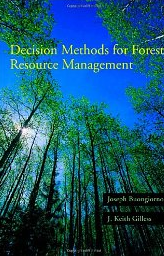 Decision Methods for Forest
Resource Management
Joseph Buongiorno
J. Keith Gilless